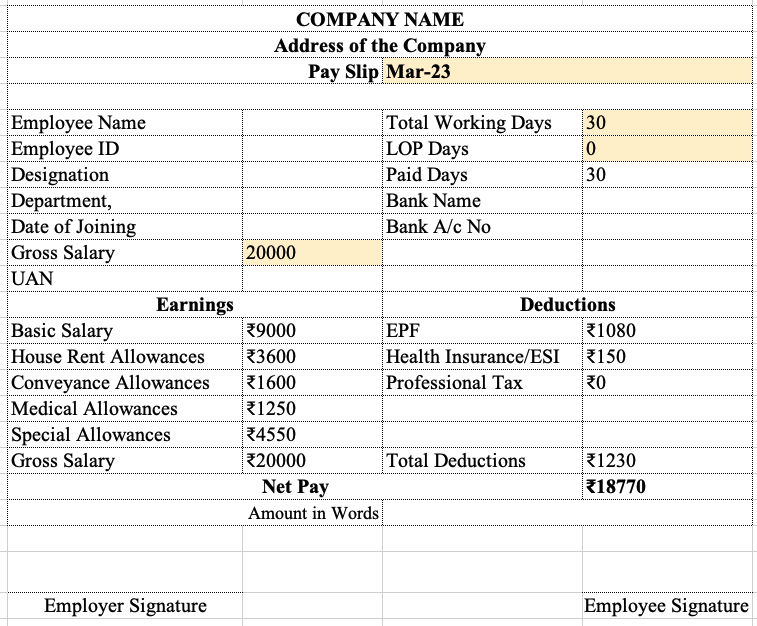 COMPANY NAME
Address of the Company
Pay Slip Mar-23
Employee Name Total Working Days 30
Employee ID LOP Days 0
Designation Paid Days 30
Department, Bank Name
Date of Joining Bank A/c No
Gross Salary 20000
UAN
Earnings Deductions
Basic Salary ₹9000 EPF ₹1080
House Rent Allowances ₹3600 Health Insurance/ESI ₹150
Conveyance Allowances ₹1600 Professional Tax ₹0
Medical Allowances ₹1250
Special Allowances ₹4550
Gross Salary ₹20000 Total Deductions ₹1230
Net Pay ₹18770
Amount in Words
Employer Signature Employee Signature